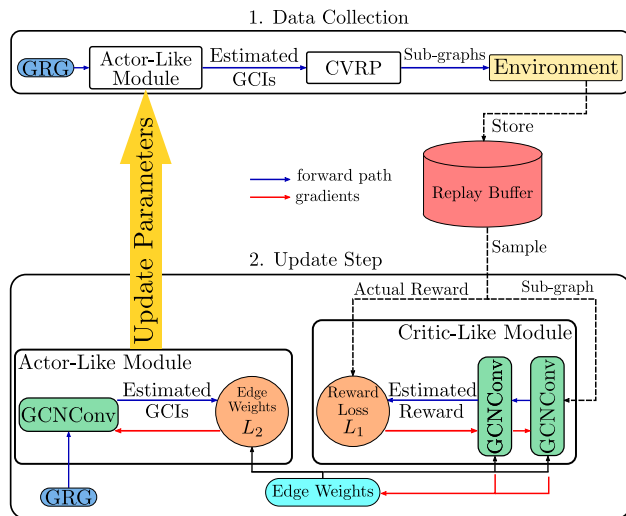 1. Data Collection
GRG
Actor-Like
Module
Estimated
GCIs
CVRP
Sub-graphs
Environment
Store
Replay Buffer
forward path
gradients
Update Parameters
Sample
2. Update Step
Actual Reward
Sub-graph
Actor-Like Module
GCNConv
Estimated
GCIs
Edge
Weights
L₂
GRG
Critic-Like Module
Reward
Loss
L₁
Estimated
Reward
GCNConv
GCNConv
Edge Weights